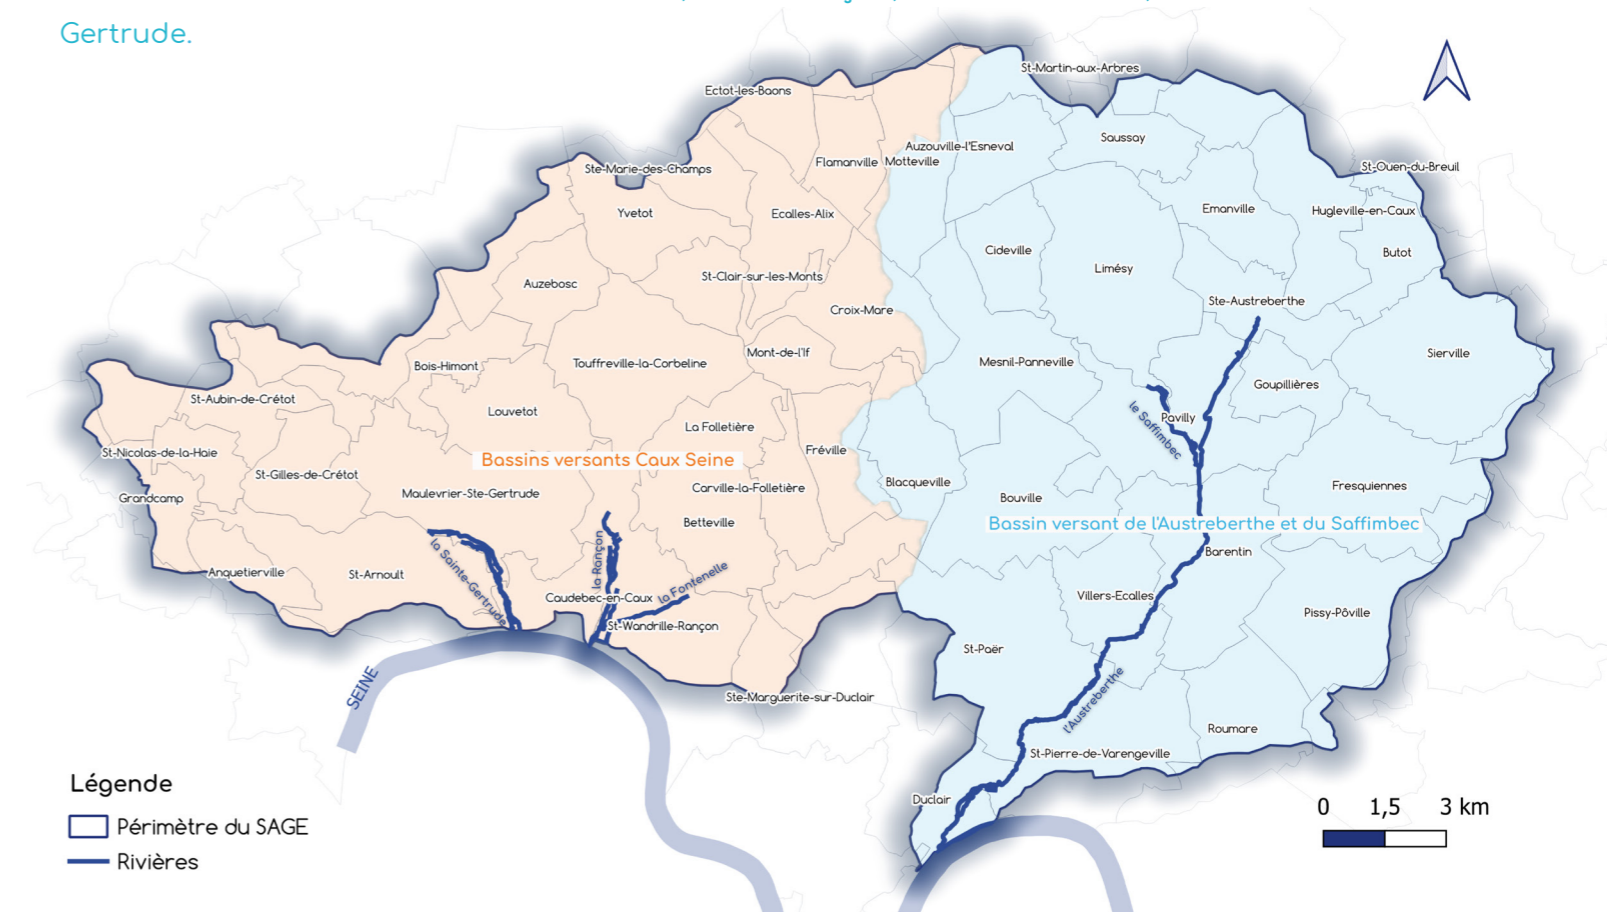 Gertrude.
St-Martin-aux-Arbres
Ectot-les-Baons
Saussay
Auzouville-l'Esneval
Flamanville
Motteville
Ste-Marie-des-Champs
St-Ouen-du-Breuil
Yvetot
Ecalles-Alix
Emanville
Hugleville-en-Caux
Cideville
Butot
Limésy
St-Clair-sur-les-Monts
Auzebosc
Ste-Austreberthe
Croix-Mare
Mont-de-l'If
Sierville
Mesnil-Panneville
Touffreville-la-Corbeline
Bois-Himont
Goupillières
St-Aubin-de-Crétot
Louvetot
Pavilly
le Saffimbec
La Folletière
Fréville
St-Nicolas-de-la-Haie
Bassins versants Caux Seine
St-Gilles-de-Crétot
Blacqueville
Fresquiennes
Carville-la-Folletière
Maulevrier-Ste-Gertrude
Grandcamp
Bouville
Betteville
Bassin versant de l'Austreberthe et du Saffimbec
Barentin
la Rançon
la Sainte-Gertrude
Anquetierville
St-Arnoult
la Fontenelle
Caudebec-en-Caux
Villers-Ecalles
Pissy-Pôville
St-Wandrille-Rançon
St-Paër
SEINE
Ste-Marguerite-sur-Duclair
l'Austreberthe
Roumare
St-Pierre-de-Varengeville
Duclair
Légende
Périmètre du SAGE
Rivières
0 1,5 3 km